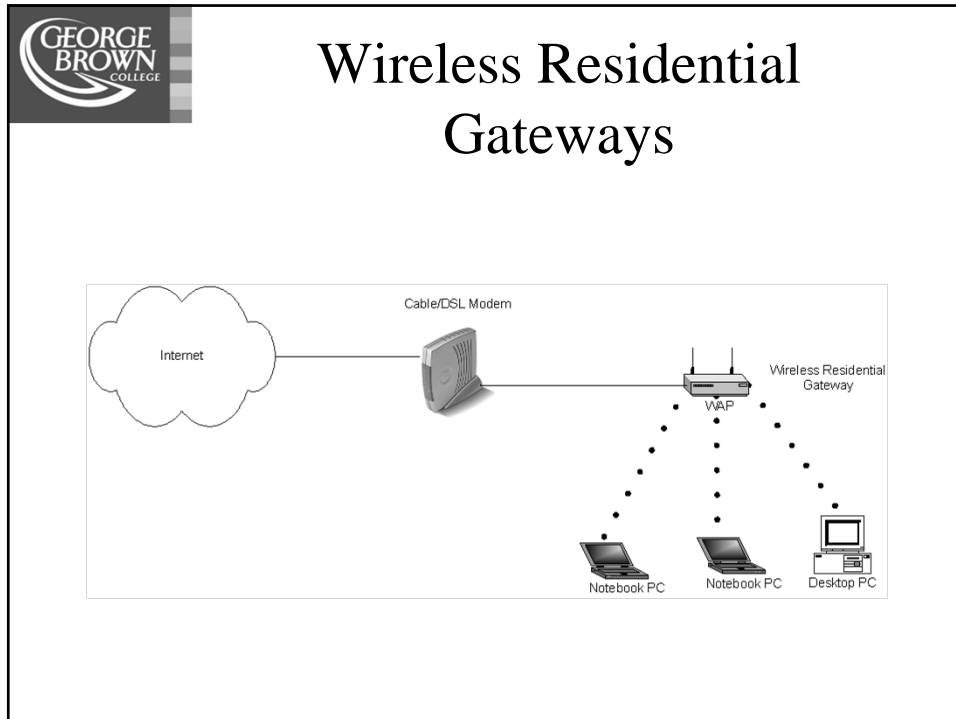 GEORGE
BROWN
COLLEGE
Wireless Residential
Gateways
Cable/DSL Modem
Internet
Wireless Residential
Gateway
WAP
Notebook PC
Notebook PC
Desktop PC